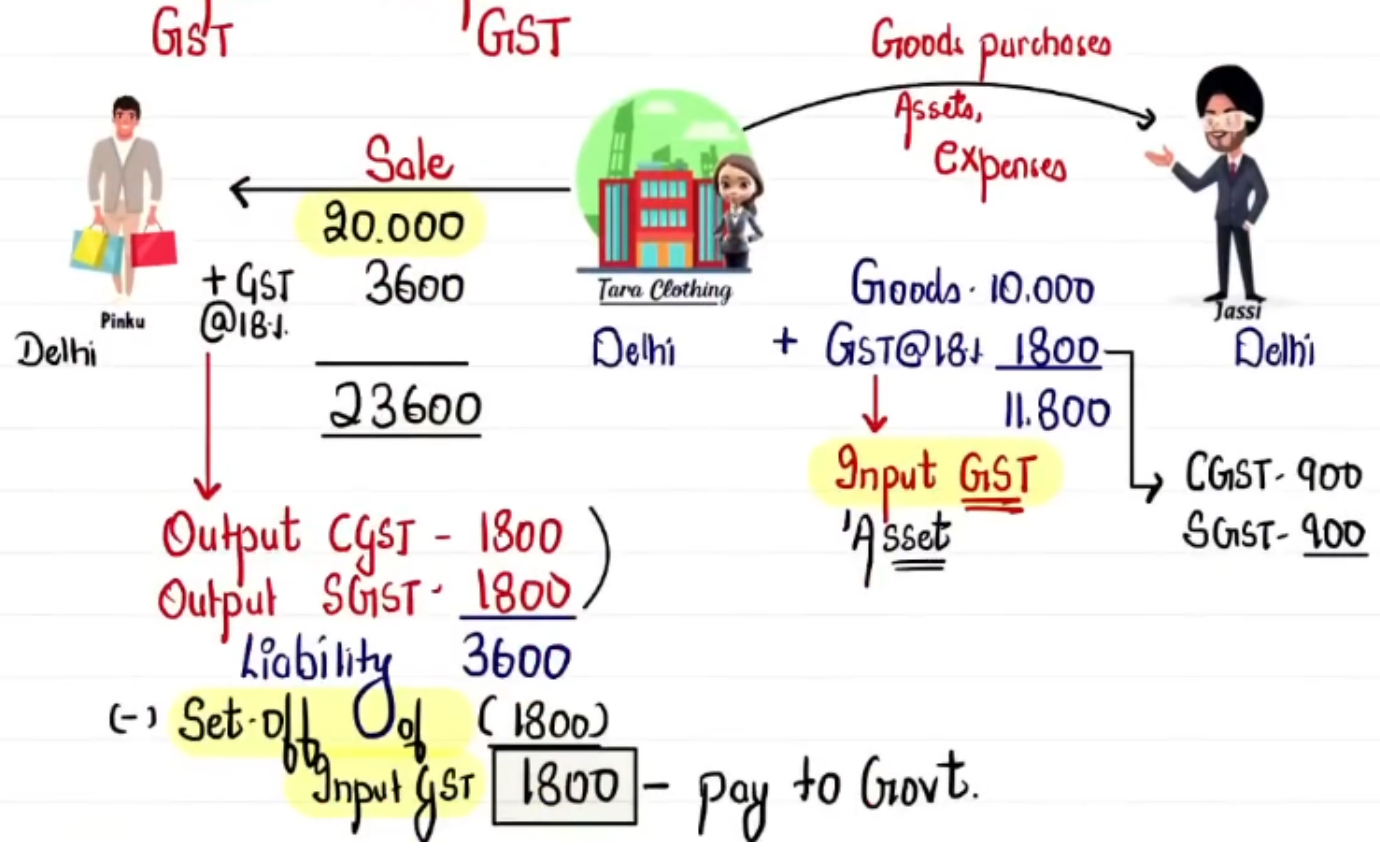 GST
GST
Goods purchases
Assets,
Expenses
Sale
20.000
+ GST 3600
@18%.
23600
Pinku
Delhi
Tara Clothing
Delhi
Jassi
Delhi
Goods - 10.000
+ GST@18% 1800
11.800
Input GST
Asset
CGST - 900
SGST - 900
Output CGST - 1800
Output SGST - 1800
Liability 3600
(-) Set-off of (1800)
Input GST 1800 - pay to Govt.